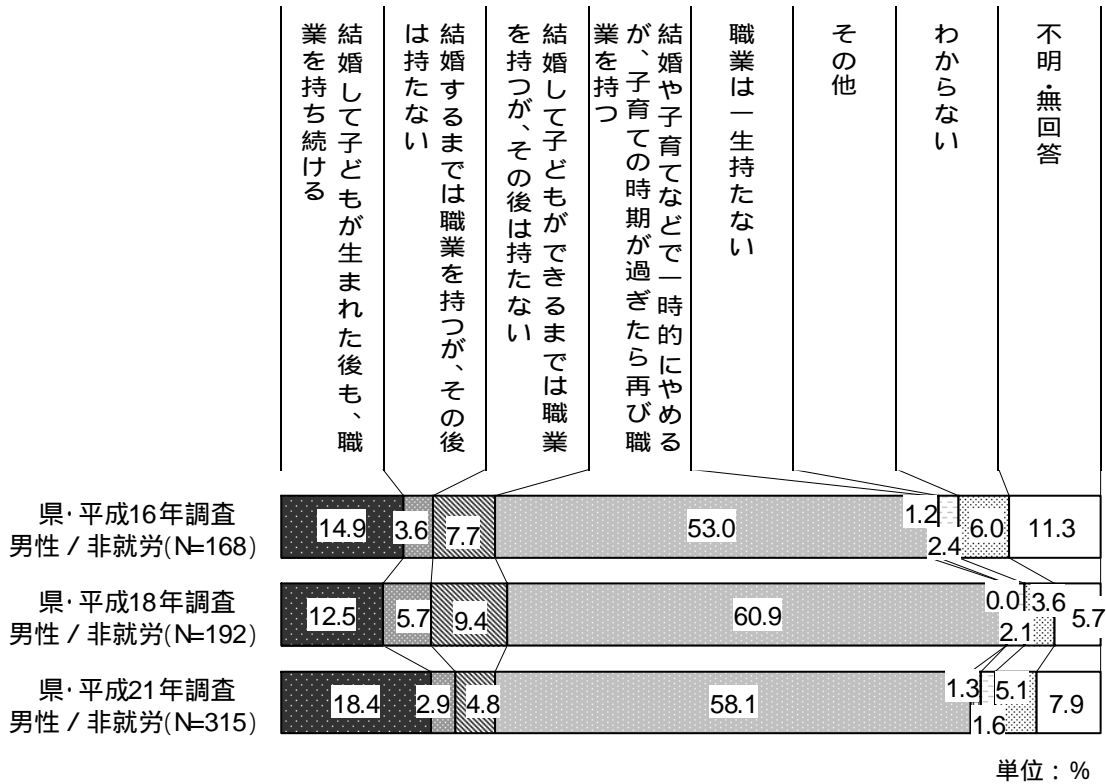 結婚して子どもが生まれた後も、職
業を持ち続ける
結婚するまでは職業を持つが、その後
は持たない
結婚して子どもができるまでは職業
を持つが、その後は持たない
結婚や子育てなどで一時的にやめる
が、子育ての時期が過ぎたら再び職
業を持つ
職業は一生持たない
その他
わからない
不明・無回答
県・平成16年調査
男性 / 非就労(N=168)
14.9
3.6
7.7
53.0
1.2
2.4
6.0
11.3
県・平成18年調査
男性 / 非就労(N=192)
12.5
5.7
9.4
60.9
0.0
2.1
3.6
5.7
県・平成21年調査
男性 / 非就労(N=315)
18.4
2.9
4.8
58.1
1.3
1.6
5.1
7.9
単位：%